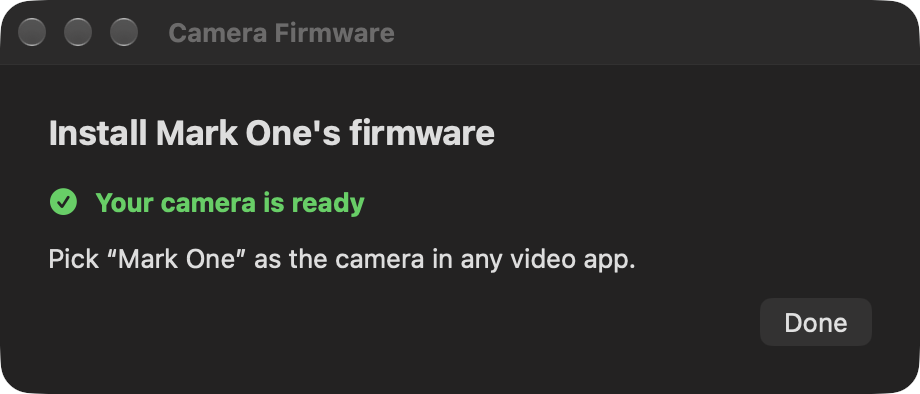 Camera Firmware
Install Mark One's firmware
Your camera is ready
Pick “Mark One” as the camera in any video app.
Done